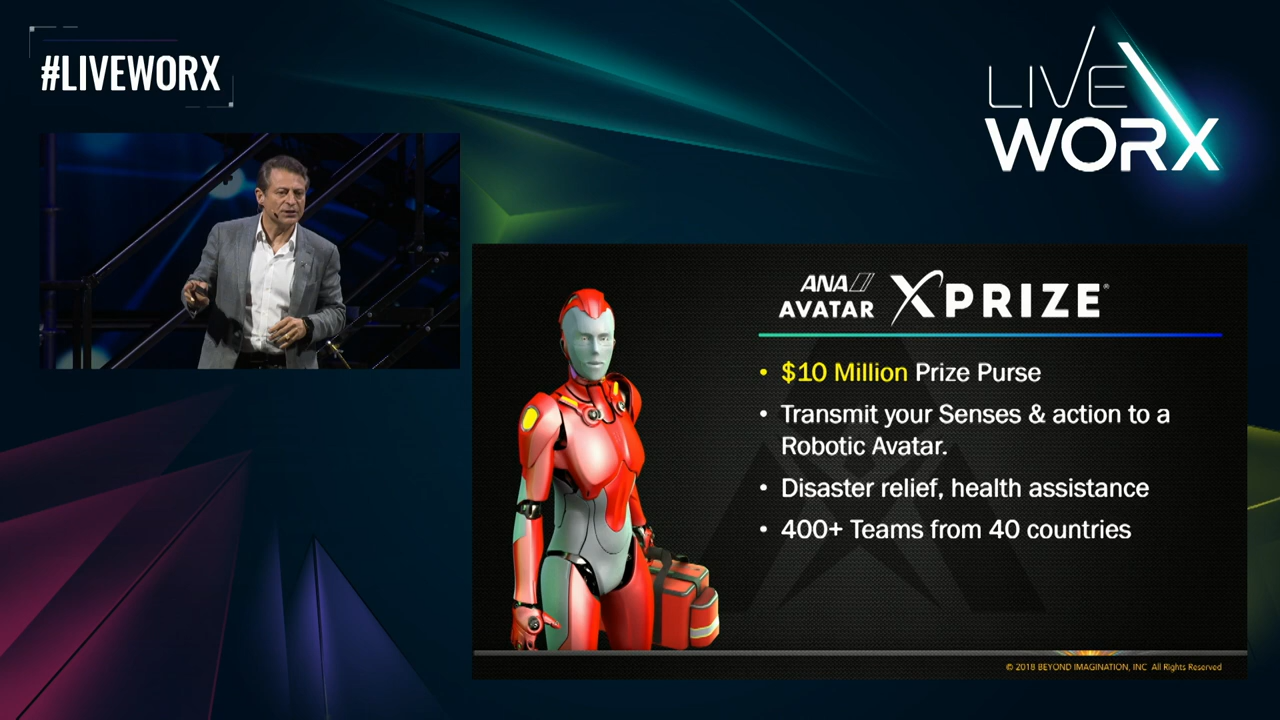 #LIVEWORX
LIVE
WORX
ANA
AVATAR XPRIZE®
• $10 Million Prize Purse
• Transmit your Senses & action to a
Robotic Avatar.
• Disaster relief, health assistance
• 400+ Teams from 40 countries
© 2018 BEYOND IMAGINATION, INC All Rights Reserved